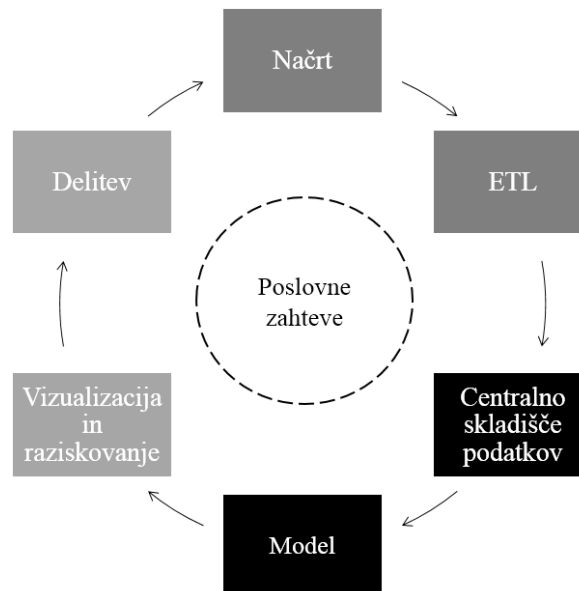 Načrt
ETL
Centralno
skladišče
podatkov
Model
Vizualizacija
in
raziskovanje
Delitev
Poslovne
zahteve